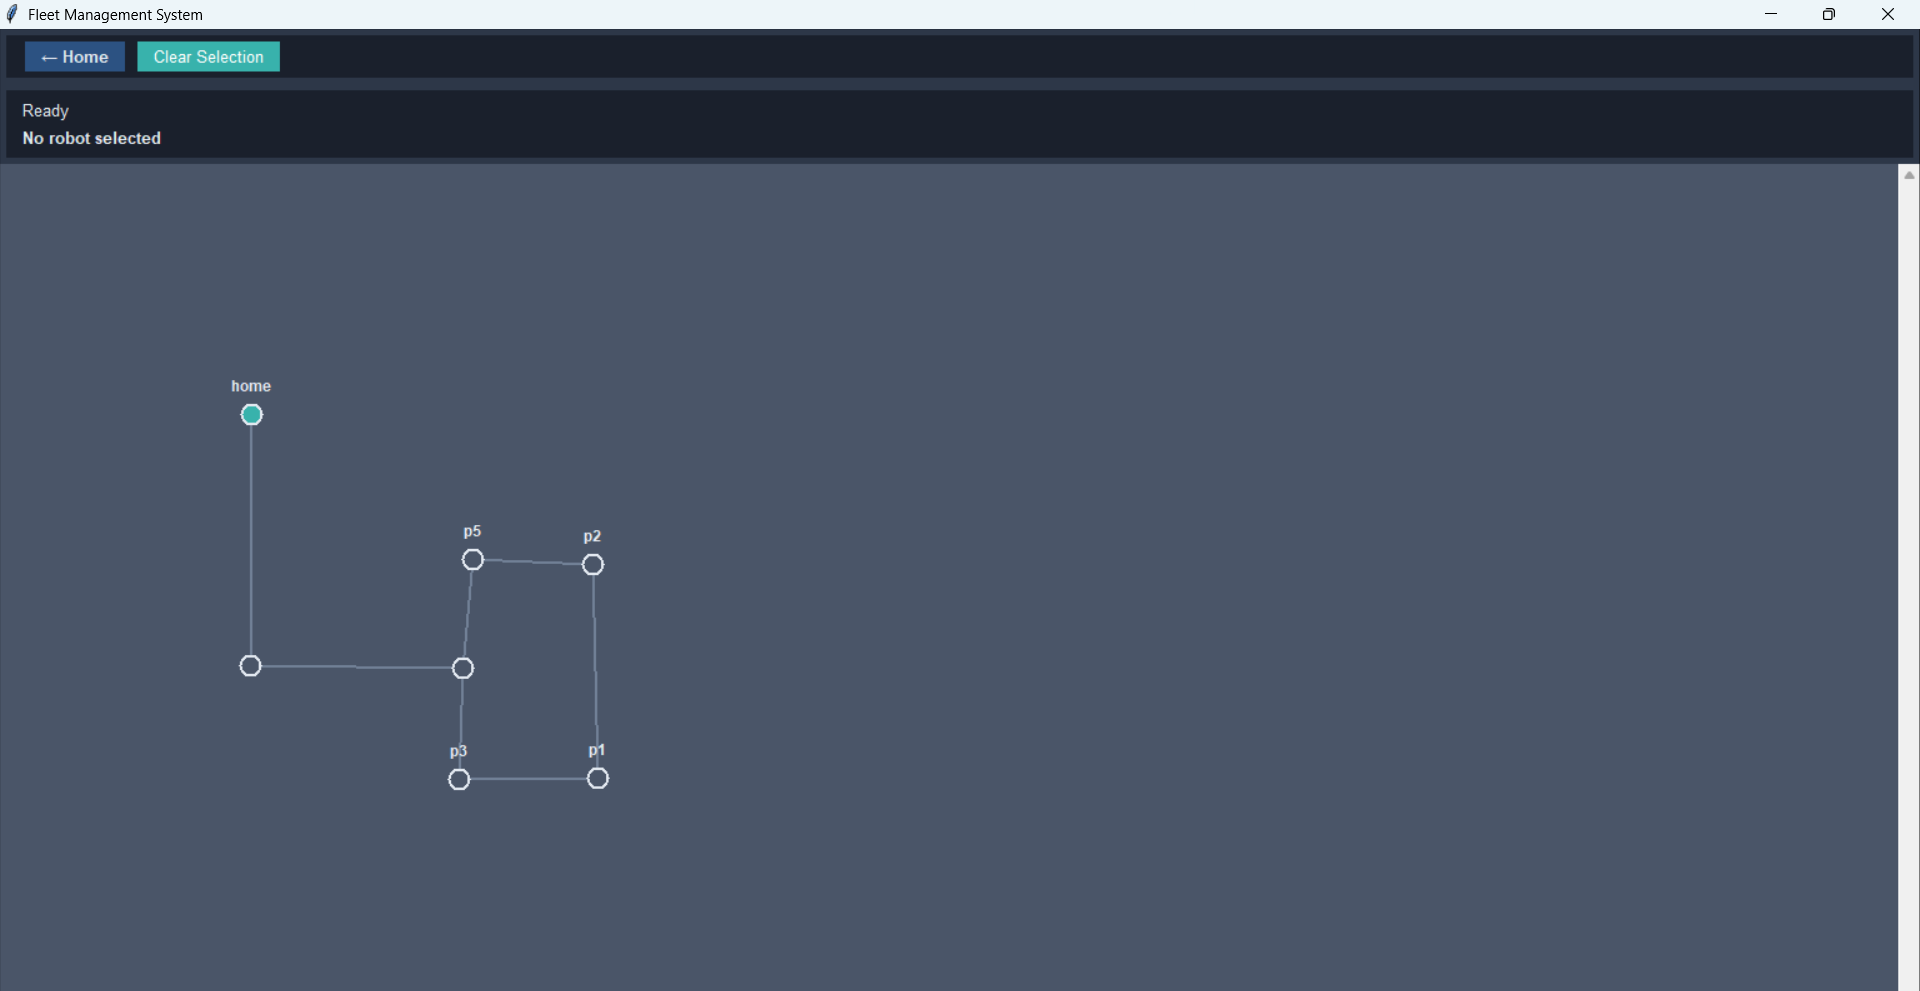 Fleet Management System
← Home
Clear Selection
Ready
No robot selected
home
p5
p2
p3
p1